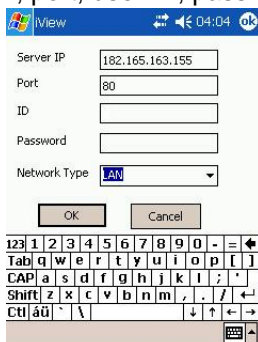 iView 04:04 ok
Server IP 182.165.163.155
Port 80
ID
Password
Network Type LAN
OK Cancel
123 1 2 3 4 5 6 7 8 9 0 - =
Tab q w e r t y u i o p [ ]
CAP a s d f g h j k l ; '
Shift z x c v b n m , . /
Ctl áü ` \